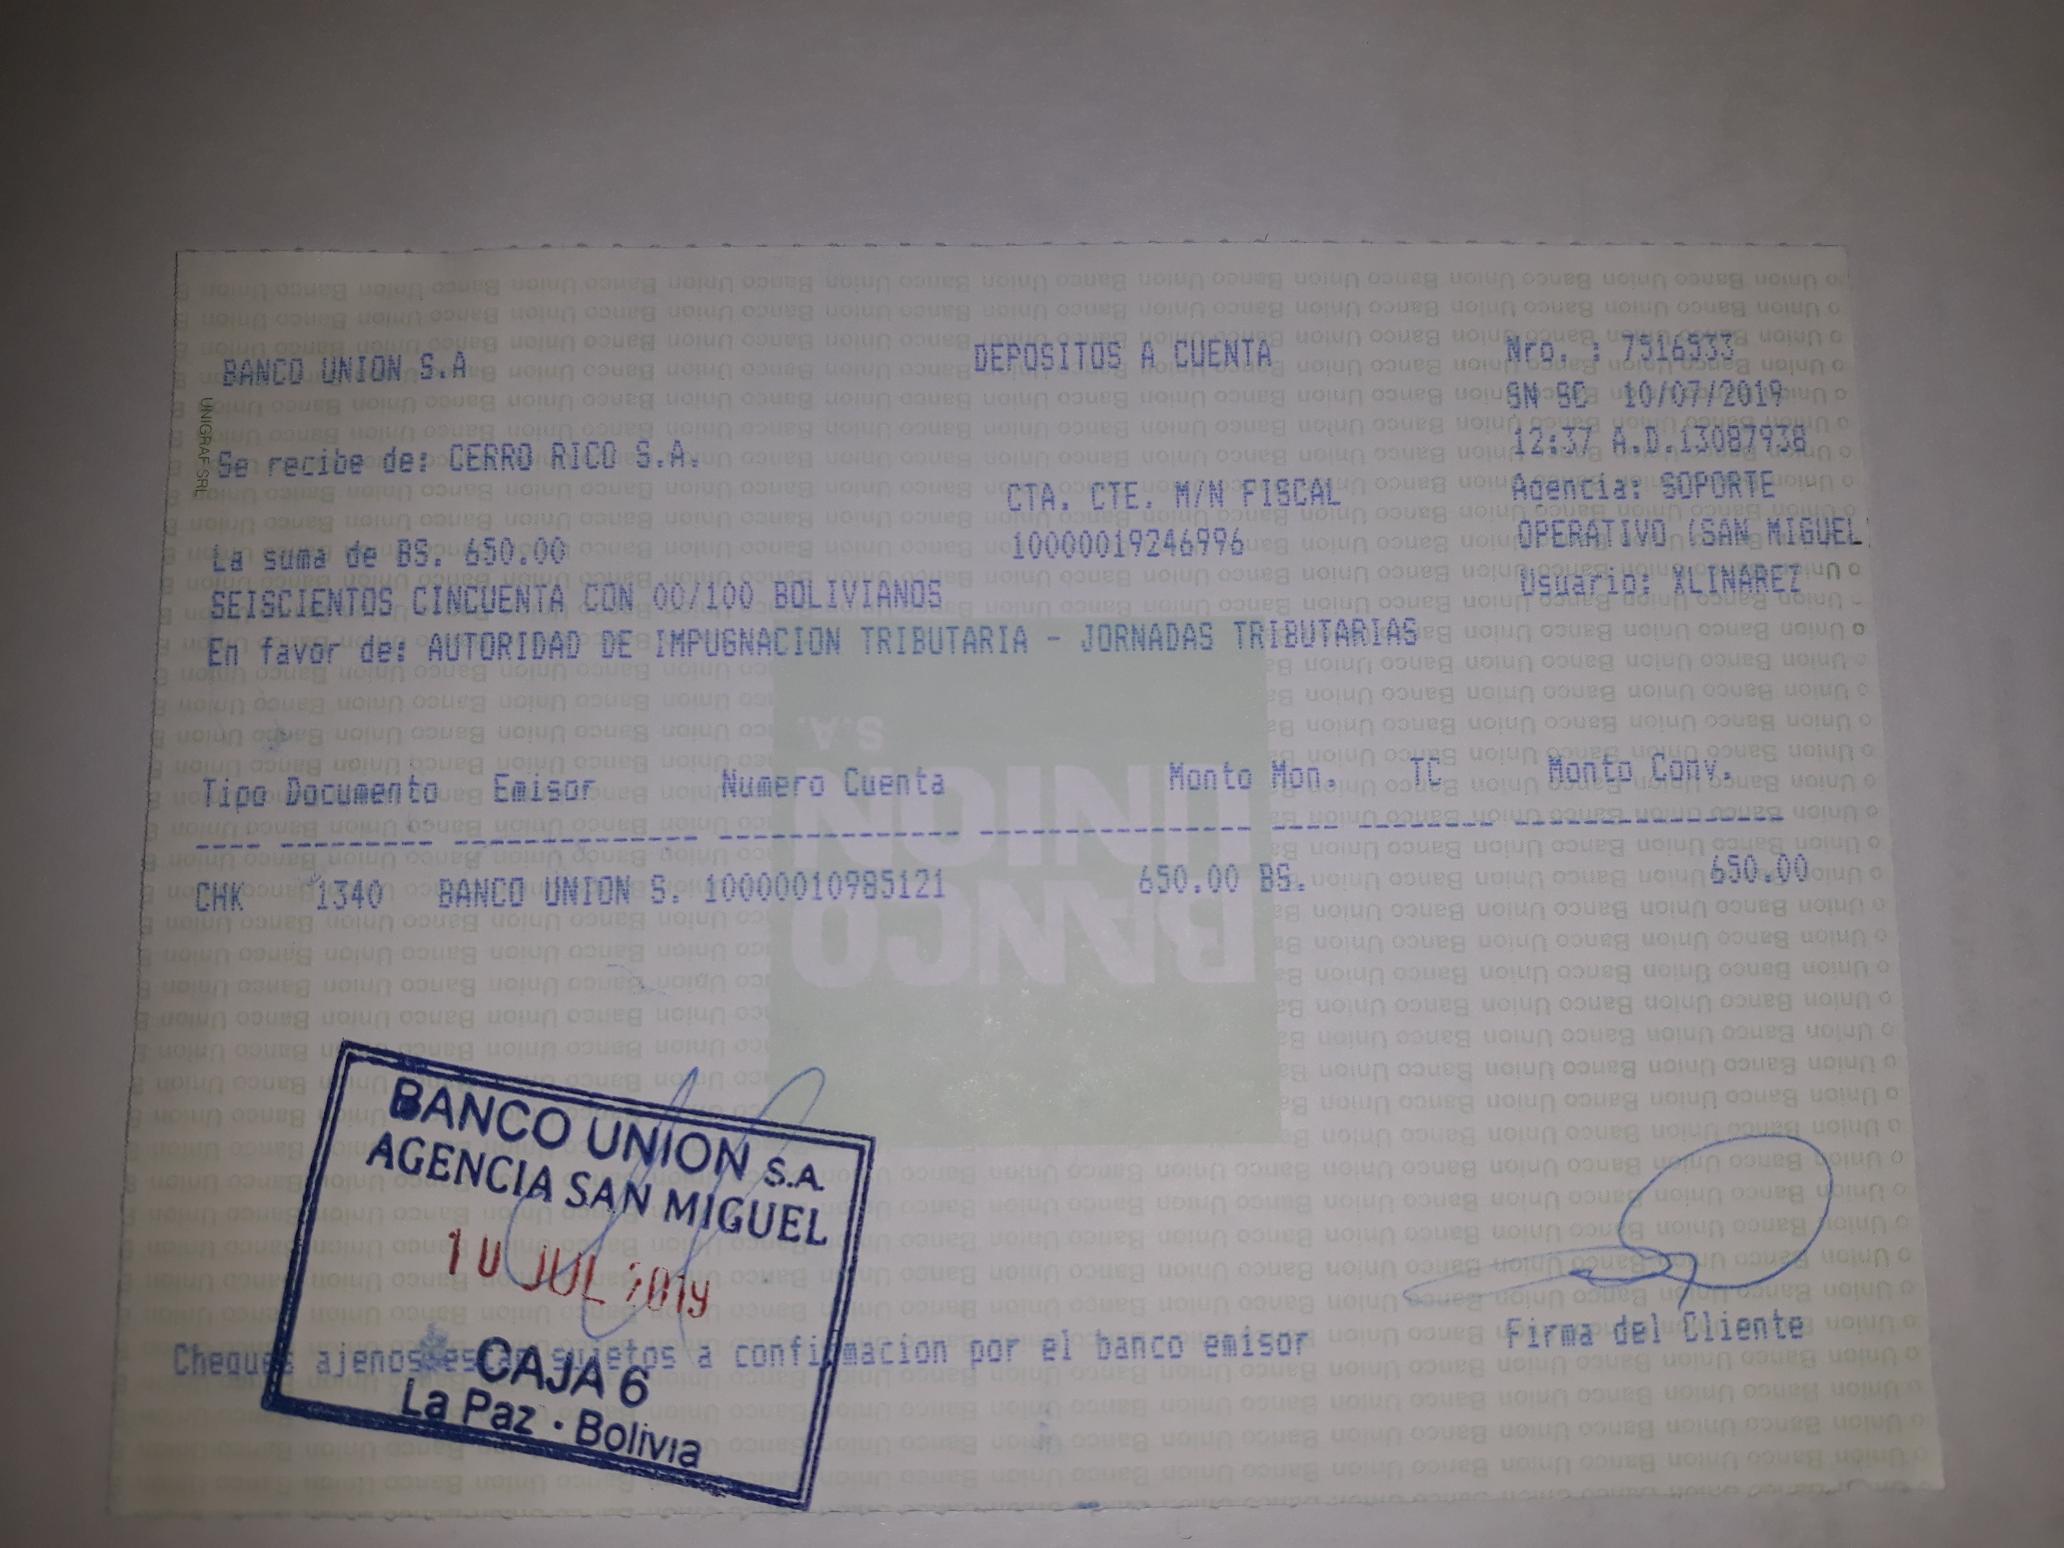 BANCO UNION S.A
DEPOSITOS A CUENTA
Nro. : 7516533
SN SC 10/07/2019
12:37 A.D.13087938
Agencia: SOPORTE
OPERATIVO (SAN MIGUEL
Usuario: XLINAREZ
UNIGRAF SRL
Se recibe de: CERRO RICO S.A.
CTA. CTE. M/N FISCAL
10000019246996
La suma de BS. 650.00
SEISCIENTOS CINCUENTA CON 00/100 BOLIVIANOS
En favor de: AUTORIDAD DE IMPUGNACION TRIBUTARIA - JORNADAS TRIBUTARIAS
Tipo Documento Emisor Numero Cuenta Monto Mon. TC Monto Conv.
CHK 1340 BANCO UNION S. 10000010985121 650.00 BS. 650.00
BANCO UNION S.A.
BANCO UNION S.A.
AGENCIA SAN MIGUEL
10 JUL 2019
CAJA 6
La Paz - Bolivia
Cheques ajenos estan sujetos a confirmacion por el banco emisor
Firma del Cliente